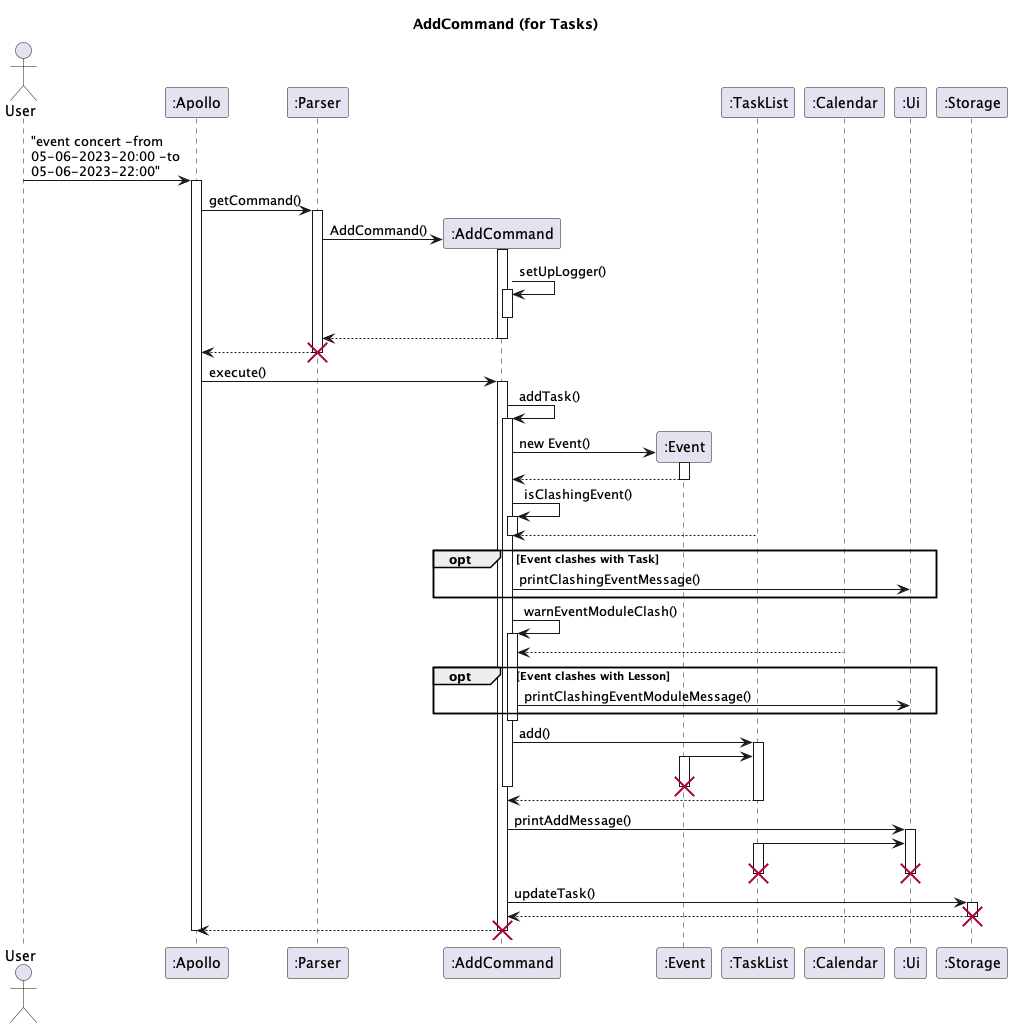 AddCommand (for Tasks)
User
:Apollo
:Parser
:TaskList
:Calendar
:Ui
:Storage
"event concert -from
05-06-2023-20:00 -to
05-06-2023-22:00"
getCommand()
AddCommand()
:AddCommand
setUpLogger()
execute()
addTask()
new Event()
:Event
isClashingEvent()
opt
[Event clashes with Task]
printClashingEventMessage()
warnEventModuleClash()
opt
[Event clashes with Lesson]
printClashingEventModuleMessage()
add()
printAddMessage()
updateTask()
User
:Apollo
:Parser
:AddCommand
:Event
:TaskList
:Calendar
:Ui
:Storage